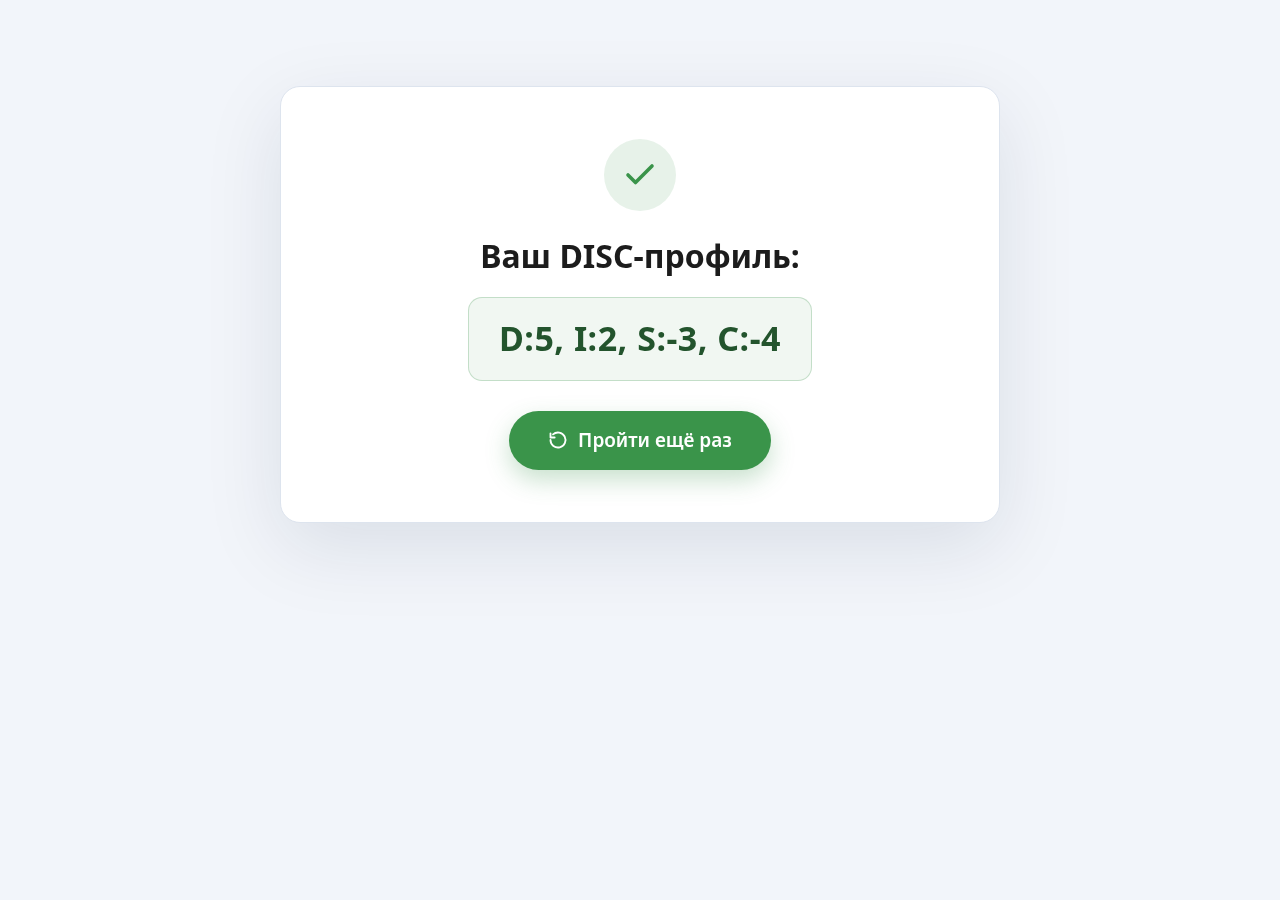 Ваш DISC-профиль:
D:5, I:2, S:-3, C:-4
Пройти ещё раз